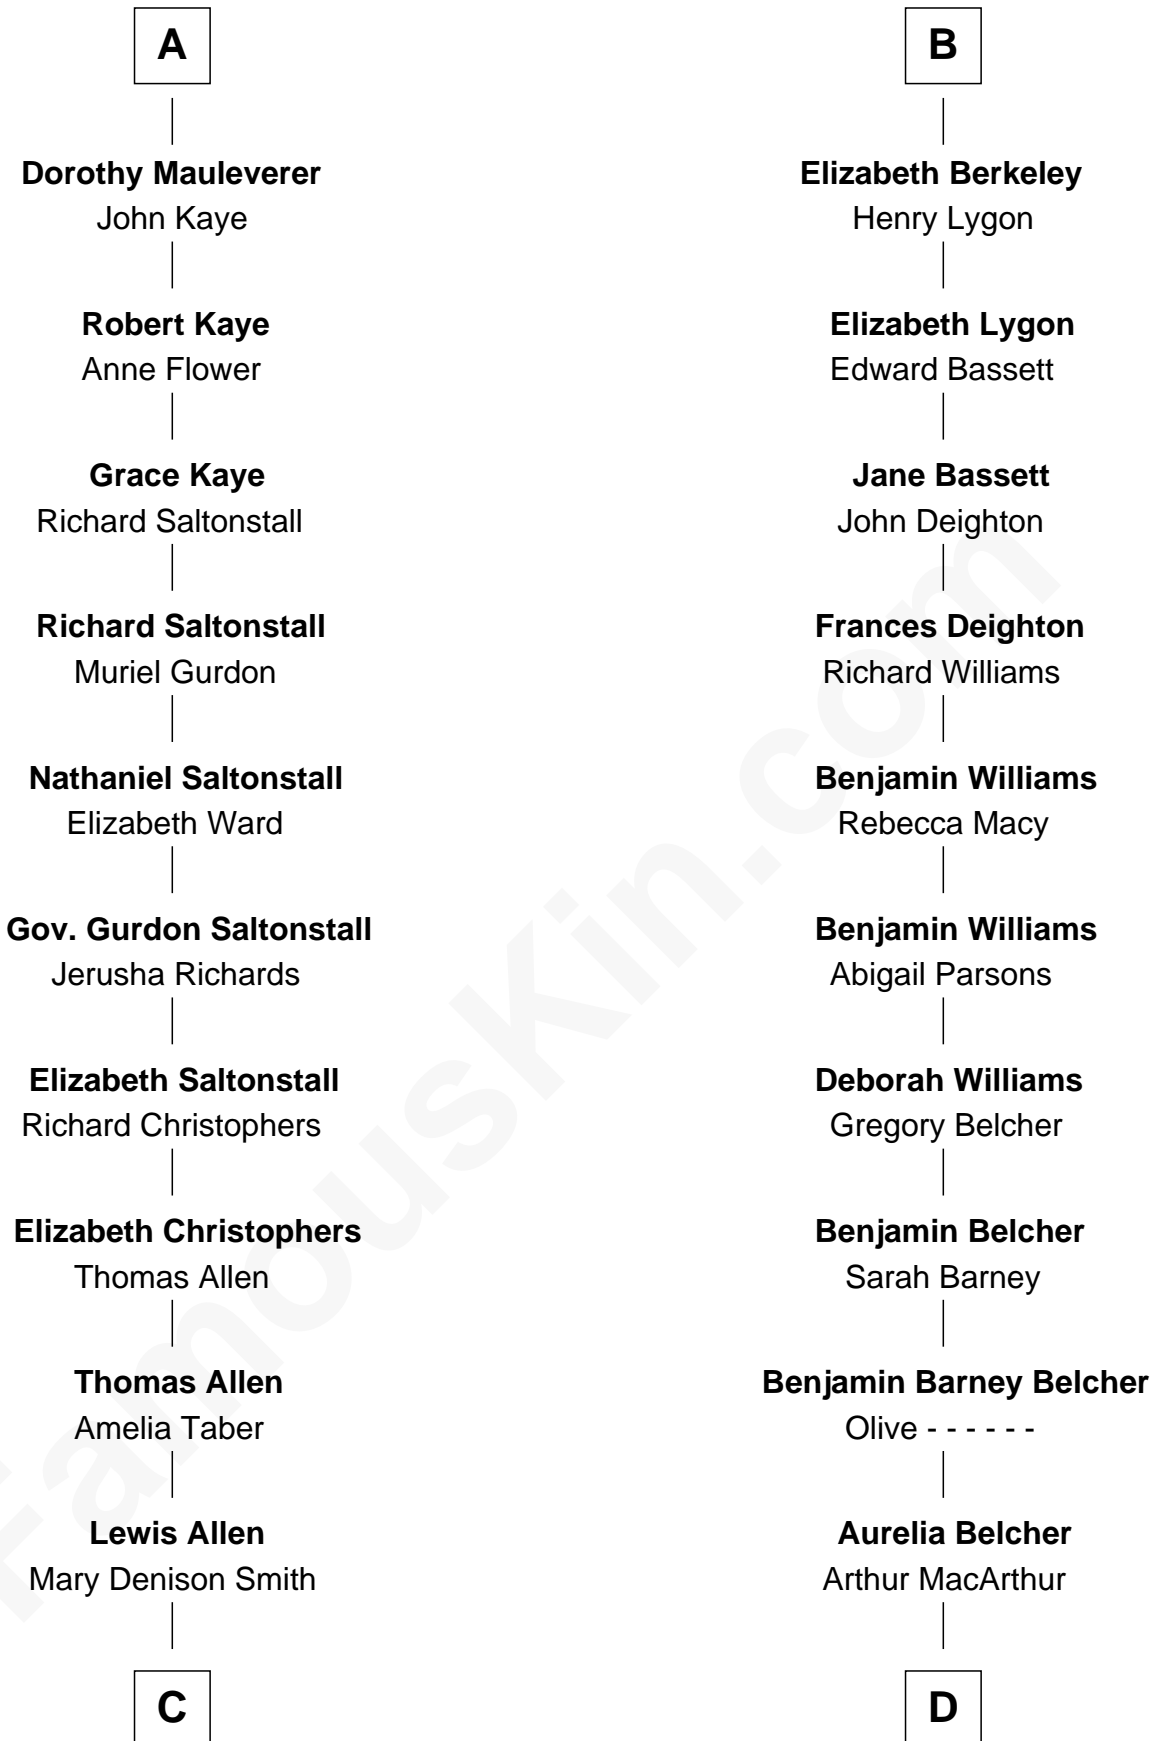 A
Dorothy Mauleverer
John Kaye
Robert Kaye
Anne Flower
Grace Kaye
Richard Saltonstall
Richard Saltonstall
Muriel Gurdon
Nathaniel Saltonstall
Elizabeth Ward
Gov. Gurdon Saltonstall
Jerusha Richards
Elizabeth Saltonstall
Richard Christophers
Elizabeth Christophers
Thomas Allen
Thomas Allen
Amelia Taber
Lewis Allen
Mary Denison Smith
C
B
Elizabeth Berkeley
Henry Lygon
Elizabeth Lygon
Edward Bassett
Jane Bassett
John Deighton
Frances Deighton
Richard Williams
Benjamin Williams
Rebecca Macy
Benjamin Williams
Abigail Parsons
Deborah Williams
Gregory Belcher
Benjamin Belcher
Sarah Barney
Benjamin Barney Belcher
Olive - - - - - -
Aurelia Belcher
Arthur MacArthur
D
FamousKin.com